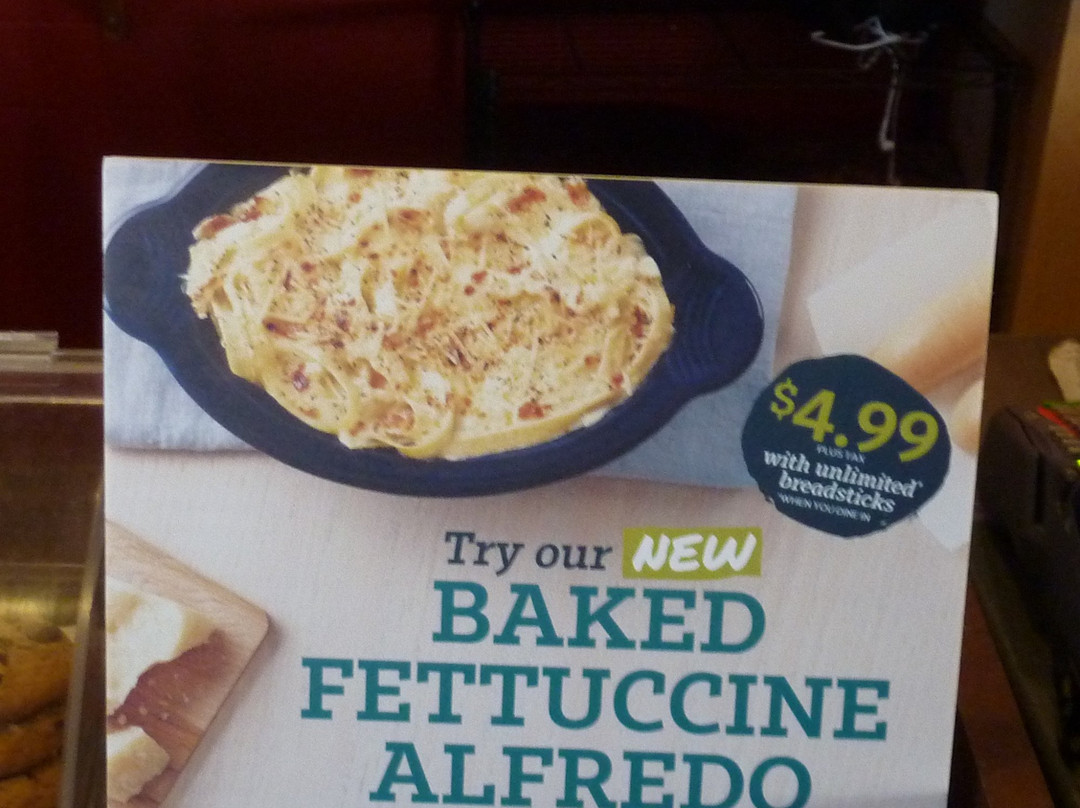 $4.99
PLUS TAX
with unlimited*
breadsticks
*WHEN YOU DINE IN
Try our NEW
BAKED
FETTUCCINE
ALFREDO